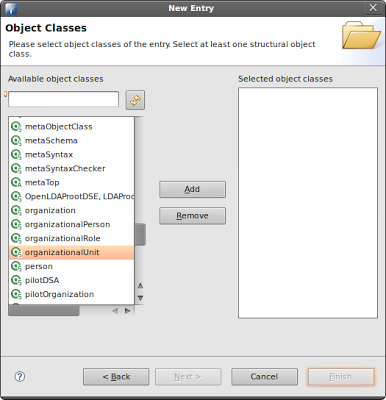 New Entry
Object Classes
Please select object classes of the entry. Select at least one structural object
class.
Available object classes
Selected object classes
metaObjectClass
metaSchema
metaSyntax
metaSyntaxChecker
metaTop
OpenLDAProotDSE, LDAProo
organization
organizationalPerson
organizationalRole
organizationalUnit
person
pilotDSA
pilotOrganization
Add
Remove
?
< Back
Next >
Cancel
Finish